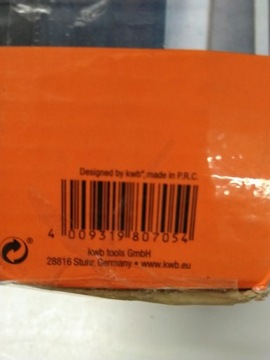 Designed by kwb®, made in P.R.C.
4 009319 807054
®
kwb tools GmbH
28816 Stuhr, Germany • www.kwb.eu